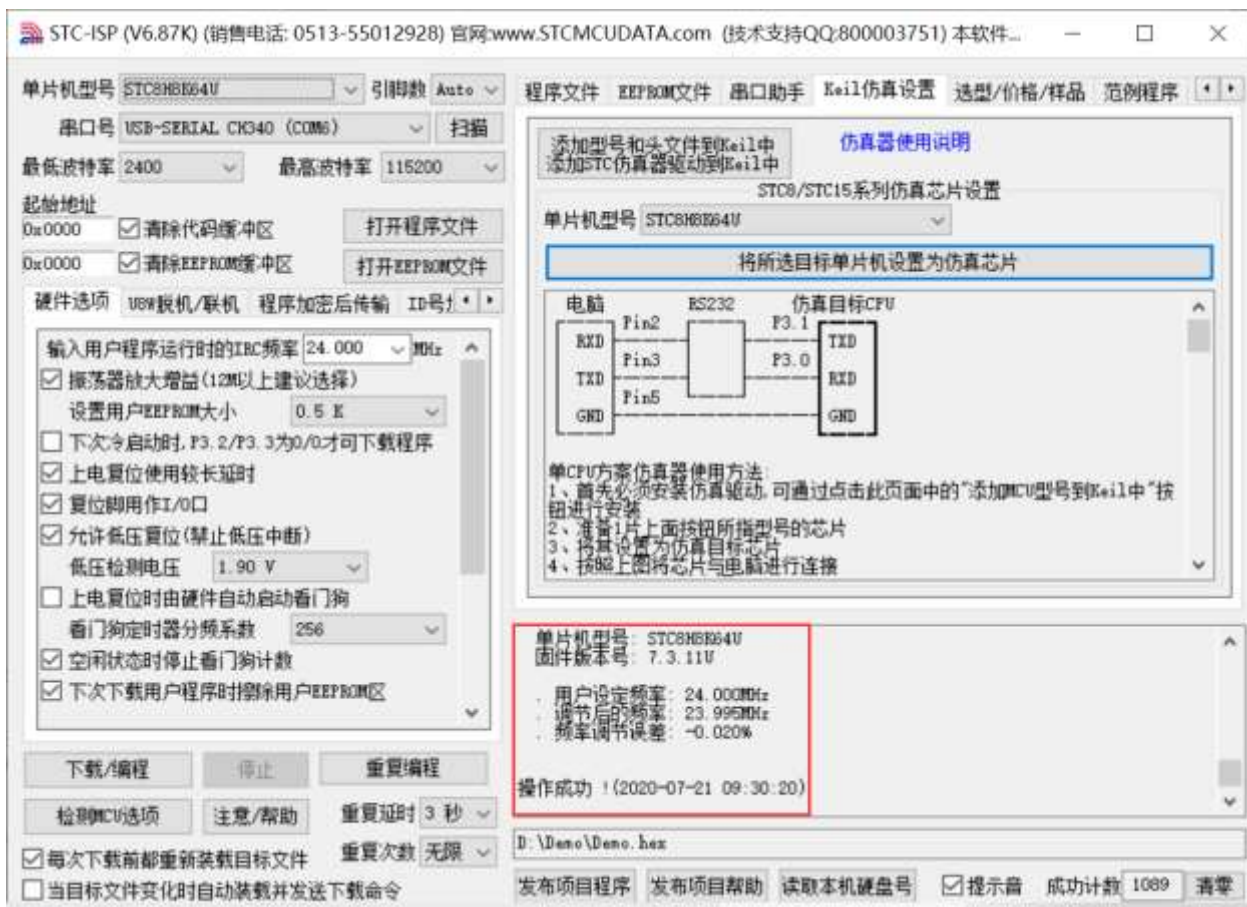 STC-ISP (V6.87K) (销售电话: 0513-55012928) 官网:www.STCMCUDATA.com (技术支持QQ:800003751) 本软件...
单片机型号 STC8H8K64U 引脚数 Auto
串口号 USB-SERIAL CH340 (COM6) 扫描
最低波特率 2400 最高波特率 115200
起始地址
0x0000 清除代码缓冲区 打开程序文件
0x0000 清除EEPROM缓冲区 打开EEPROM文件
硬件选项 U8W脱机/联机 程序加密后传输 ID号
输入用户程序运行时的IRC频率 24.000 MHz
振荡器放大增益(12M以上建议选择)
设置用户EEPROM大小 0.5 K
下次冷启动时,P3.2/P3.3为0/0才可下载程序
上电复位使用较长延时
复位脚用作I/O口
允许低压复位(禁止低压中断)
低压检测电压 1.90 V
上电复位时由硬件自动启动看门狗
看门狗定时器分频系数 256
空闲状态时停止看门狗计数
下次下载用户程序时擦除用户EEPROM区
下载/编程 停止 重复编程
检测MCU选项 注意/帮助 重复延时 3 秒
每次下载前都重新装载目标文件 重复次数 无限
当目标文件变化时自动装载并发送下载命令
程序文件 EEPROM文件 串口助手 Keil仿真设置 选型/价格/样品 范例程序
添加型号和头文件到Keil中
添加STC仿真器驱动到Keil中
仿真器使用说明
STC8/STC15系列仿真芯片设置
单片机型号 STC8H8K64U
将所选目标单片机设置为仿真芯片
电脑 RS232 仿真目标CPU
Pin2 P3.1
RXD TXD
Pin3 P3.0
TXD RXD
Pin5
GND GND
单CPU方案仿真器使用方法:
1、首先必须安装仿真驱动,可通过点击此页面中的"添加MCU型号到Keil中"按
钮进行安装
2、准备1片上面按钮所指型号的芯片
3、将其设置为仿真目标芯片
4、按照上图将芯片与电脑进行连接
单片机型号: STC8H8K64U
固件版本号: 7.3.11U
. 用户设定频率: 24.000MHz
. 调节后的频率: 23.995MHz
. 频率调节误差: -0.020%
操作成功 !(2020-07-21 09:30:20)
D:\Demo\Demo.hex
发布项目程序 发布项目帮助 读取本机硬盘号 提示音 成功计数 1089 清零